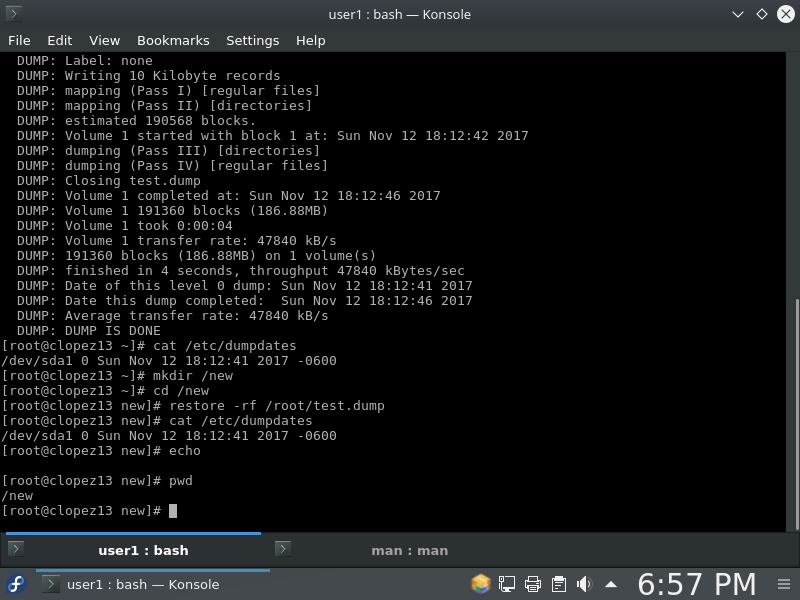 user1 : bash — Konsole
File Edit View Bookmarks Settings Help
DUMP: Label: none
DUMP: Writing 10 Kilobyte records
DUMP: mapping (Pass I) [regular files]
DUMP: mapping (Pass II) [directories]
DUMP: estimated 190568 blocks.
DUMP: Volume 1 started with block 1 at: Sun Nov 12 18:12:42 2017
DUMP: dumping (Pass III) [directories]
DUMP: dumping (Pass IV) [regular files]
DUMP: Closing test.dump
DUMP: Volume 1 completed at: Sun Nov 12 18:12:46 2017
DUMP: Volume 1 191360 blocks (186.88MB)
DUMP: Volume 1 took 0:00:04
DUMP: Volume 1 transfer rate: 47840 kB/s
DUMP: 191360 blocks (186.88MB) on 1 volume(s)
DUMP: finished in 4 seconds, throughput 47840 kBytes/sec
DUMP: Date of this level 0 dump: Sun Nov 12 18:12:41 2017
DUMP: Date this dump completed:  Sun Nov 12 18:12:46 2017
DUMP: Average transfer rate: 47840 kB/s
DUMP: DUMP IS DONE
[root@clopez13 ~]# cat /etc/dumpdates
/dev/sda1 0 Sun Nov 12 18:12:41 2017 -0600
[root@clopez13 ~]# mkdir /new
[root@clopez13 ~]# cd /new
[root@clopez13 new]# restore -rf /root/test.dump
[root@clopez13 new]# cat /etc/dumpdates
/dev/sda1 0 Sun Nov 12 18:12:41 2017 -0600
[root@clopez13 new]# echo
[root@clopez13 new]# pwd
/new
[root@clopez13 new]#
user1 : bash man : man
user1 : bash — Konsole 6:57 PM